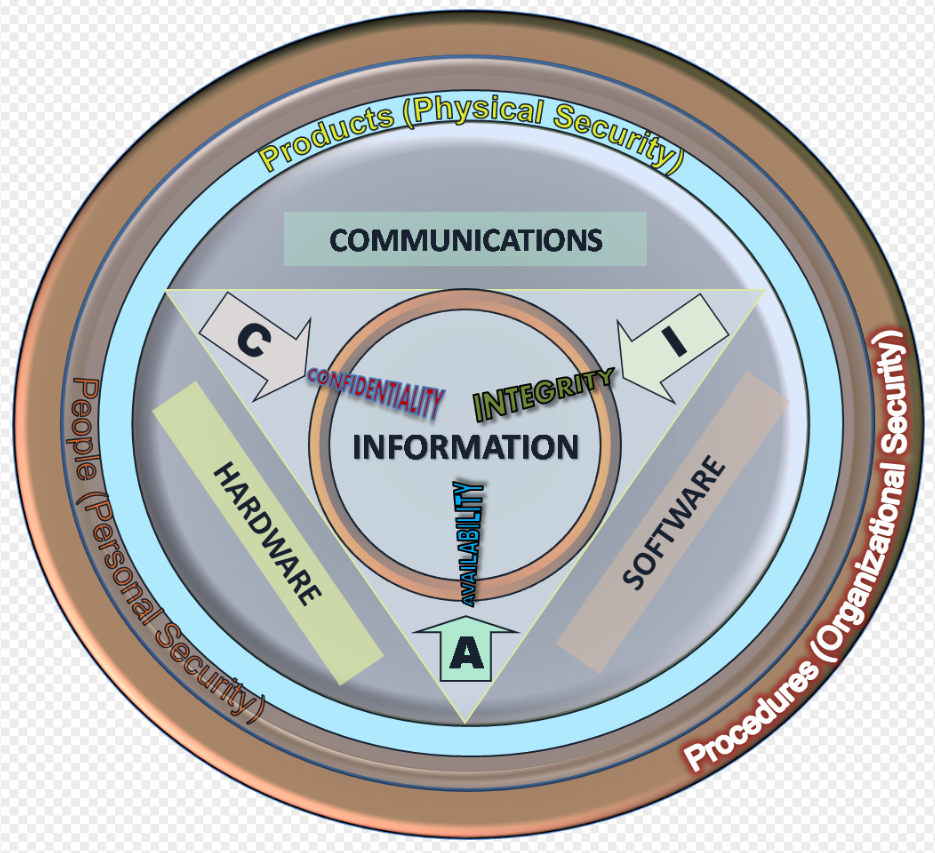 Products (Physical Security)
COMMUNICATIONS
C
I
CONFIDENTIALITY
INTEGRITY
INFORMATION
AVAILABILITY
A
HARDWARE
SOFTWARE
People (Personal Security)
Procedures (Organizational Security)